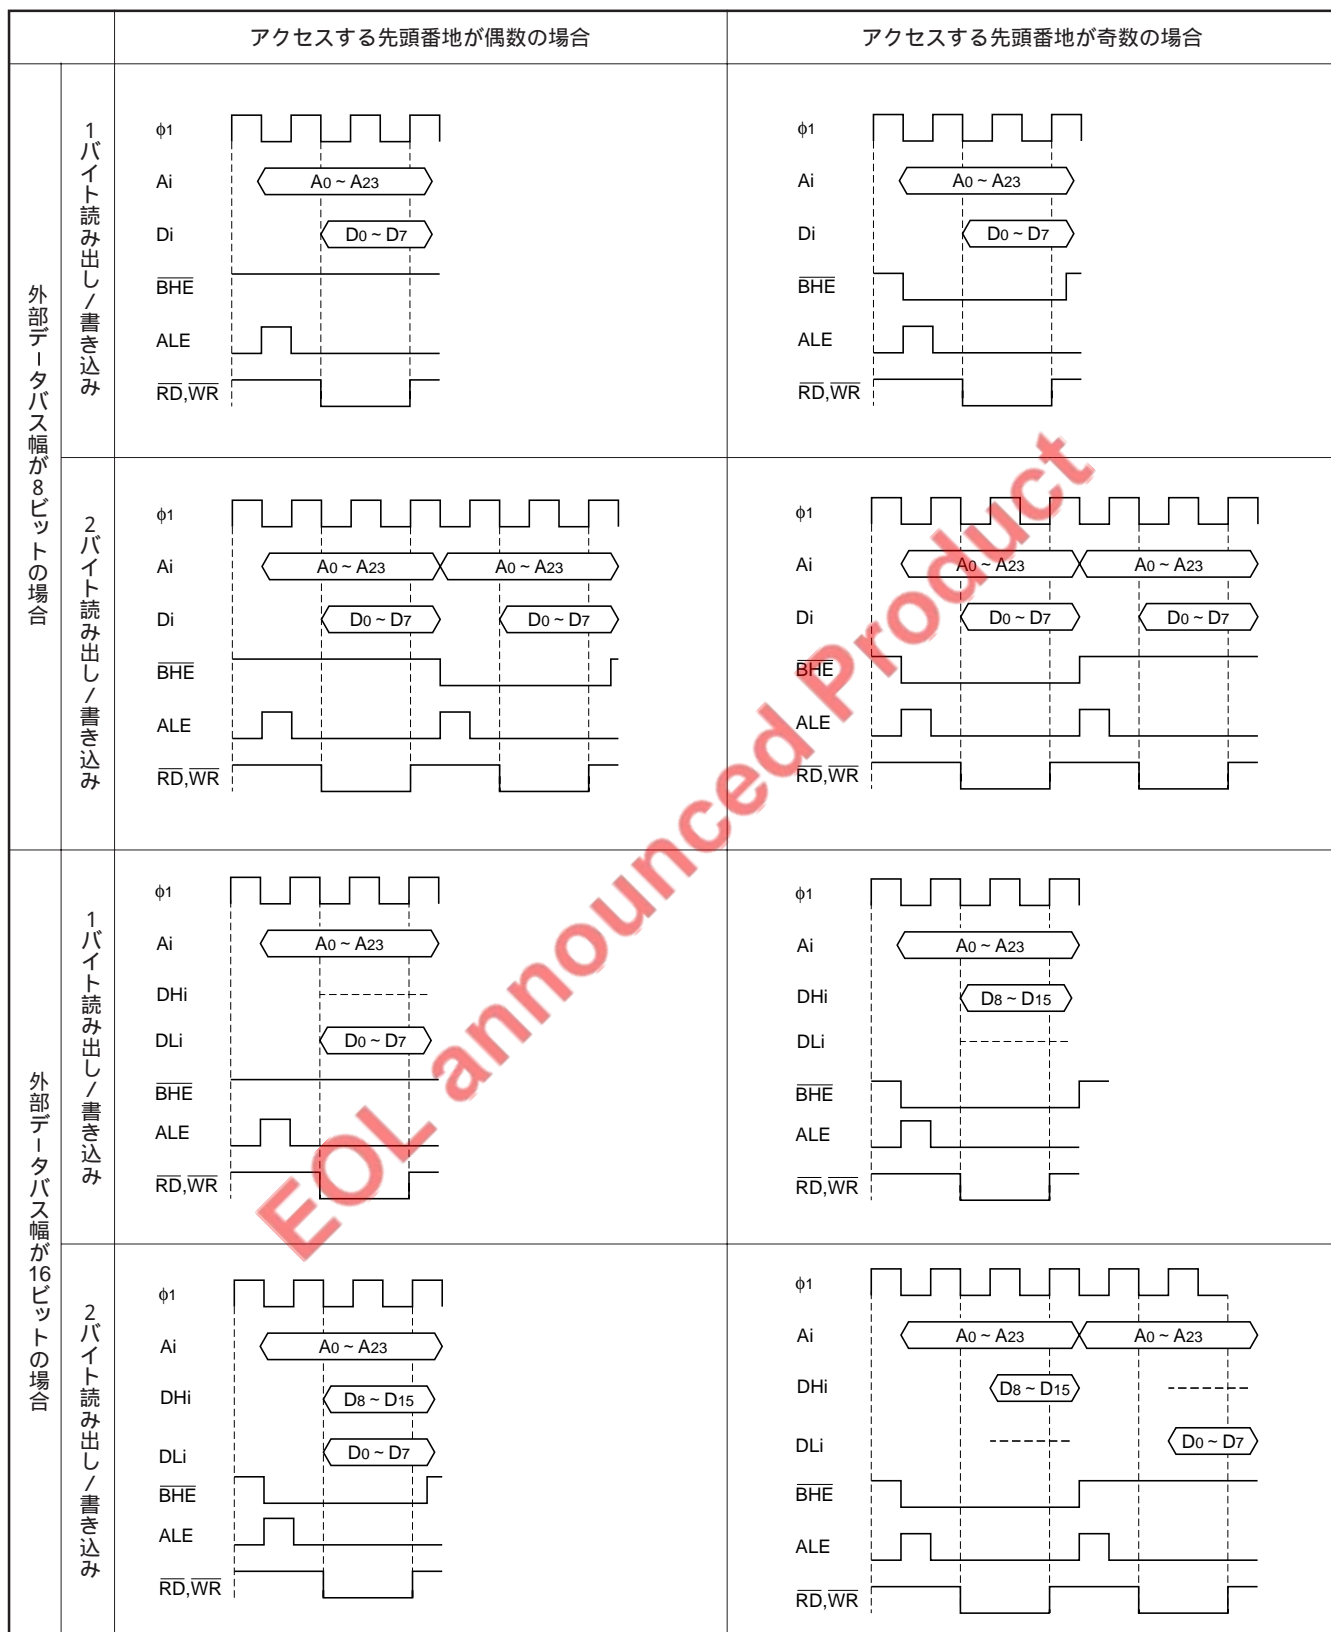 アクセスする先頭番地が偶数の場合
アクセスする先頭番地が奇数の場合
外部データバス幅が8ビットの場合
1バイト読み出し/書き込み
φ1
Ai
A0 ~ A23
Di
D0 ~ D7
BHE
ALE
RD,WR
φ1
Ai
A0 ~ A23
Di
D0 ~ D7
BHE
ALE
RD,WR
2バイト読み出し/書き込み
φ1
Ai
A0 ~ A23
A0 ~ A23
Di
D0 ~ D7
D0 ~ D7
BHE
ALE
RD,WR
φ1
Ai
A0 ~ A23
A0 ~ A23
Di
D0 ~ D7
D0 ~ D7
BHE
ALE
RD,WR
外部データバス幅が16ビットの場合
1バイト読み出し/書き込み
φ1
Ai
A0 ~ A23
DHi
DLi
D0 ~ D7
BHE
ALE
RD,WR
φ1
Ai
A0 ~ A23
DHi
D8 ~ D15
DLi
BHE
ALE
RD,WR
2バイト読み出し/書き込み
φ1
Ai
A0 ~ A23
DHi
D8 ~ D15
DLi
D0 ~ D7
BHE
ALE
RD,WR
φ1
Ai
A0 ~ A23
A0 ~ A23
DHi
D8 ~ D15
DLi
D0 ~ D7
BHE
ALE
RD,WR
EOL announced Product